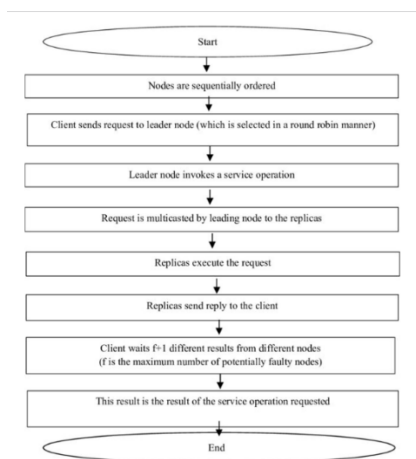 Start
Nodes are sequentially ordered
Client sends request to leader node (which is selected in a round robin manner)
Leader node invokes a service operation
Request is multicasted by leading node to the replicas
Replicas execute the request
Replicas send reply to the client
Client waits f+1 different results from different nodes
(f is the maximum number of potentially faulty nodes)
This result is the result of the service operation requested
End